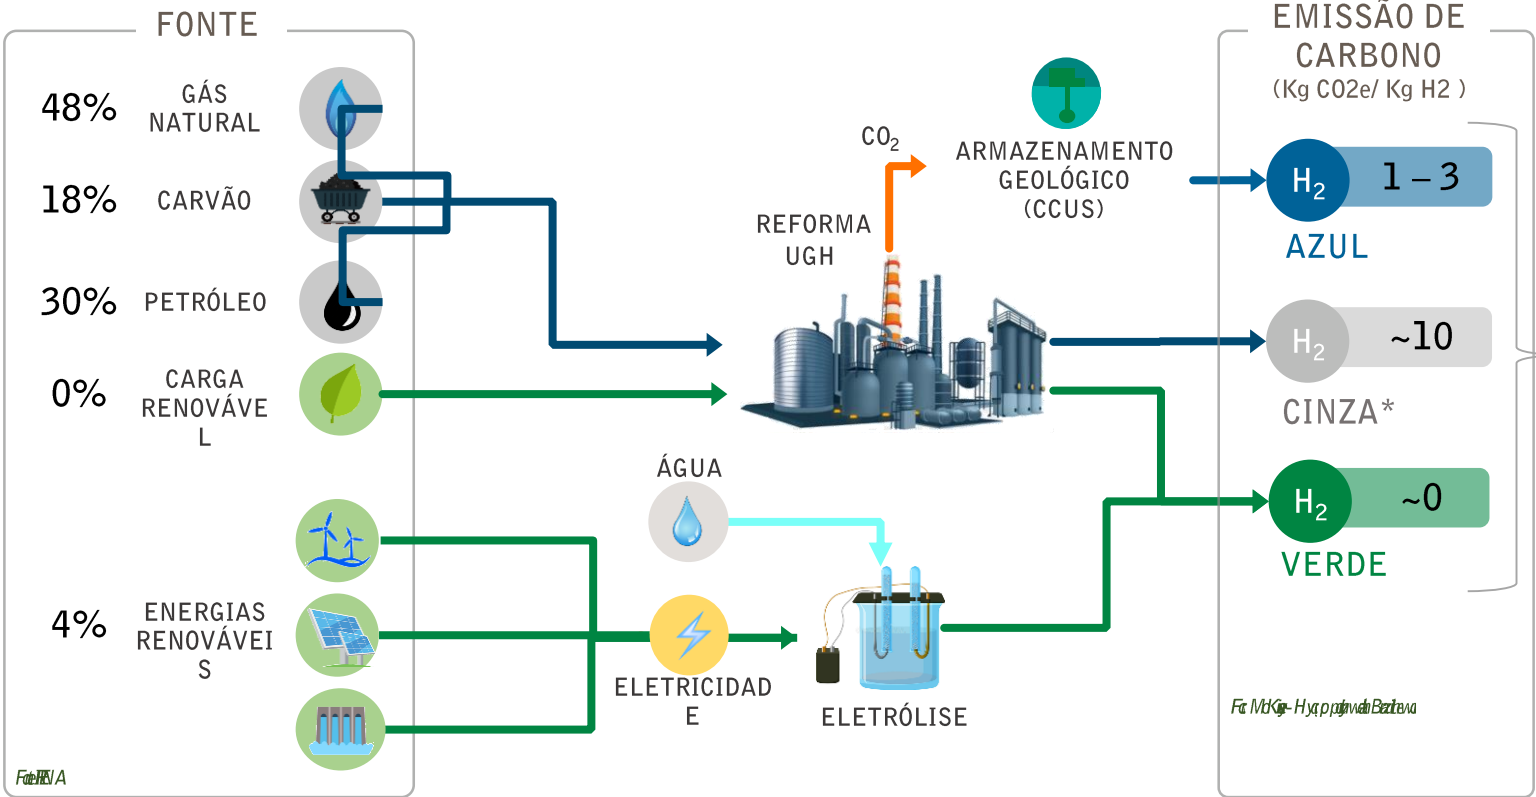 FONTE
48%
GÁS
NATURAL
18%
CARVÃO
30%
PETRÓLEO
0%
CARGA
RENOVÁVE
L
4%
ENERGIAS
RENOVÁVEI
S
CO2
REFORMA
UGH
ARMAZENAMENTO
GEOLÓGICO
(CCUS)
ÁGUA
ELETRICIDAD
E
ELETRÓLISE
EMISSÃO DE
CARBONO
(Kg CO2e/ Kg H2 )
H2
1 – 3
AZUL
H2
~10
CINZA*
H2
~0
VERDE